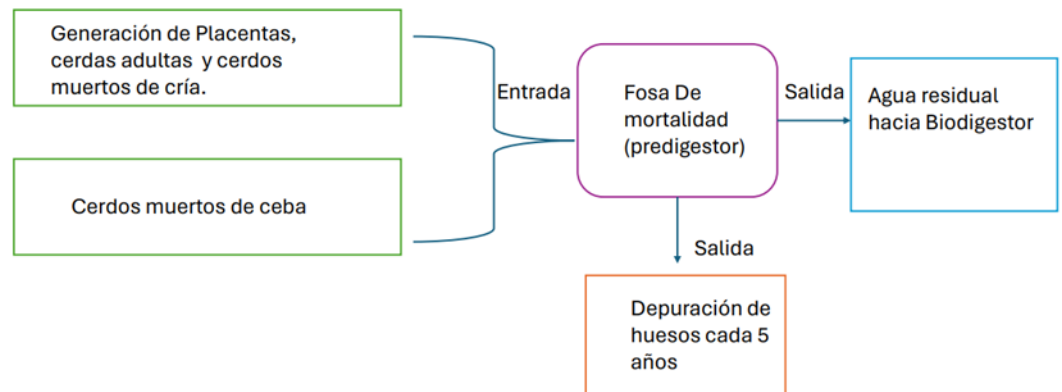 Generación de Placentas,
cerdas adultas y cerdos
muertos de cría.
Cerdos muertos de ceba
Entrada
Fosa De
mortalidad
(predigestor)
Salida
Agua residual
hacia Biodigestor
Salida
Depuración de
huesos cada 5
años